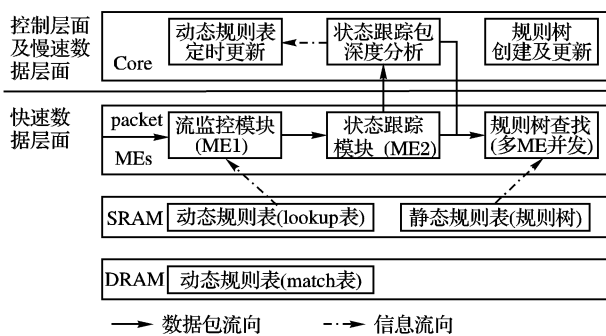 控制层面
及慢速数
据层面
Core
动态规则表
定时更新
状态跟踪包
深度分析
规则树
创建及更新
快速数
据层面
packet
MEs
流监控模块
(ME1)
状态跟踪
模块 (ME2)
规则树查找
(多ME并发)
SRAM
动态规则表(lookup表)
静态规则表(规则树)
DRAM
动态规则表(match表)
数据包流向
信息流向